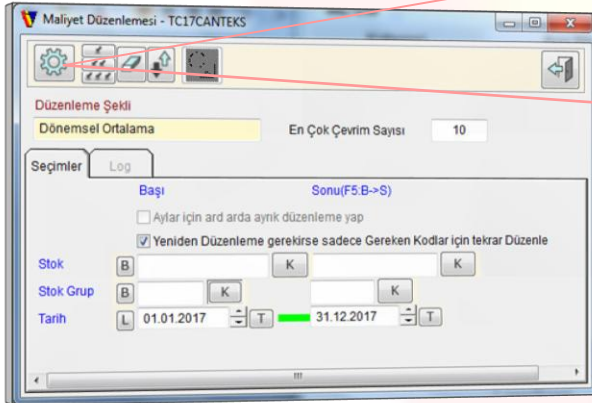 Maliyet Düzenlemesi - TC17CANTEKS
Düzenleme Şekli
Dönemsel Ortalama En Çok Çevrim Sayısı 10
Seçimler Log
Başı Sonu(F5:B->S)
Aylar için ard arda ayrık düzenleme yap
Yeniden Düzenleme gerekirse sadece Gereken Kodlar için tekrar Düzenle
Stok B K K
Stok Grup B K K
Tarih L 01.01.2017 T 31.12.2017 T